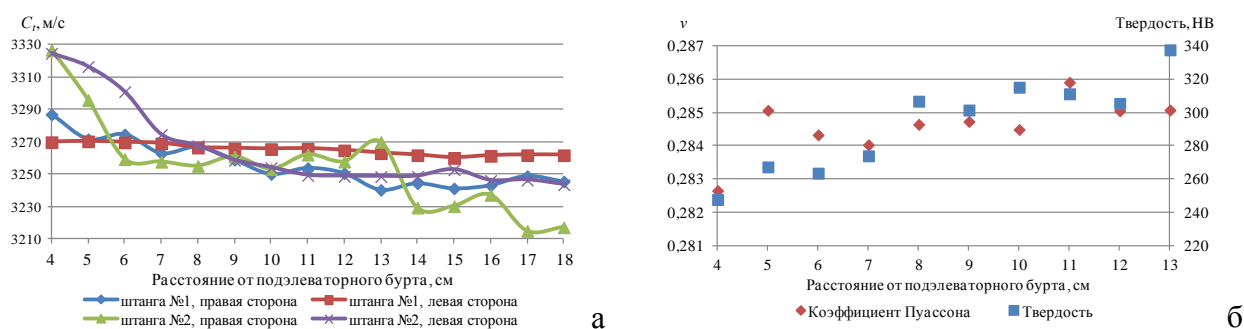 C_t, м/с
3330
3310
3290
3270
3250
3230
3210
4 5 6 7 8 9 10 11 12 13 14 15 16 17 18
Расстояние от подэлеваторного бурта, см
штанга №1, правая сторона штанга №1, левая сторона
штанга №2, правая сторона штанга №2, левая сторона
а
ν Твердость, HB
0,287 340
0,286 320
0,285 300
0,284 280
0,283 260
0,282 240
0,281 220
4 5 6 7 8 9 10 11 12 13
Расстояние от подэлеваторного бурта, см
Коэффициент Пуассона Твердость
б